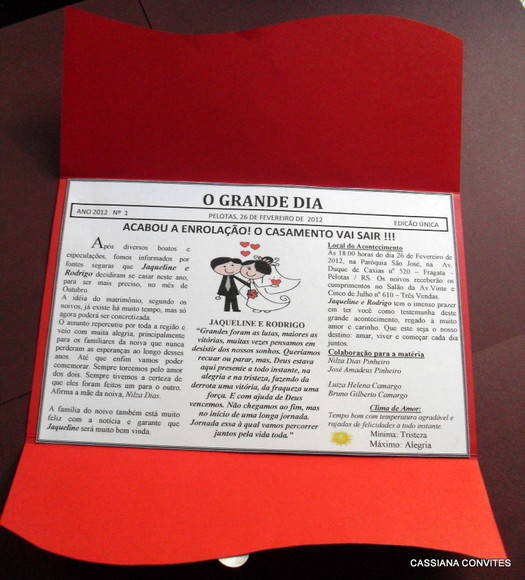 O GRANDE DIA
ANO 2012 Nº 1
PELOTAS, 26 DE FEVEREIRO DE 2012
EDIÇÃO ÚNICA
ACABOU A ENROLAÇÃO! O CASAMENTO VAI SAIR !!!
Após diversos boatos e
especulações, fomos informados por
fontes seguras que Jaqueline e
Rodrigo decidiram se casar neste ano,
para ser mais preciso, no mês de
Outubro.
A idéia do matrimônio, segundo os
noivos, já existe há muito tempo, mas só
agora poderá ser concretizada.
O assunto repercutiu por toda a região e
veio com muita alegria, principalmente
para os familiares da noiva que nunca
perderam as esperanças ao longo desses
anos. Até que enfim vamos poder
comemorar. Sempre torcemos pelo amor
dos dois. Sempre tivemos a certeza de
que eles foram feitos um para o outro.
Afirma a mãe da noiva, Nilza Dias.
A família do noivo também está muito
feliz com a notícia e garante que
Jaqueline será muito bem vinda.
JAQUELINE E RODRIGO
"Grandes foram as lutas, maiores as
vitórias, muitas vezes pensamos em
desistir dos nossos sonhos. Queríamos
recuar ou parar, mas, Deus estava
aqui presente a todo instante, na
alegria e na tristeza, fazendo da
derrota uma vitória, da fraqueza uma
força. E com ajuda de Deus
vencemos. Não chegamos ao fim, mas
no início de uma longa jornada.
Jornada essa à qual vamos percorrer
juntos pela vida toda."
Local do Acontecimento
As 18:00 horas do dia 26 de Fevereiro de
2012, na Paróquia São José, na Av.
Duque de Caxias nº 520 – Fragata -
Pelotas / RS. Os noivos receberão os
cumprimentos no Salão da Av.Vinte e
Cinco de Julho nº 610 – Três Vendas.
Jaqueline e Rodrigo tem o imenso prazer
em ter você como testemunha deste
grande acontecimento, regado à muito
amor e carinho. Que este seja o nosso
destino: amar, viver e começar cada dia
juntos.
Colaboração para a matéria
Nilza Dias Pinheiro
José Amadeus Pinheiro
Luiza Helena Camargo
Bruno Gilberto Camargo
Clima de Amor:
Tempo bom com temperatura agradável e
rajadas de felicidades a todo instante.
Mínima: Tristeza
Máximo: Alegria
CASSIANA CONVITES